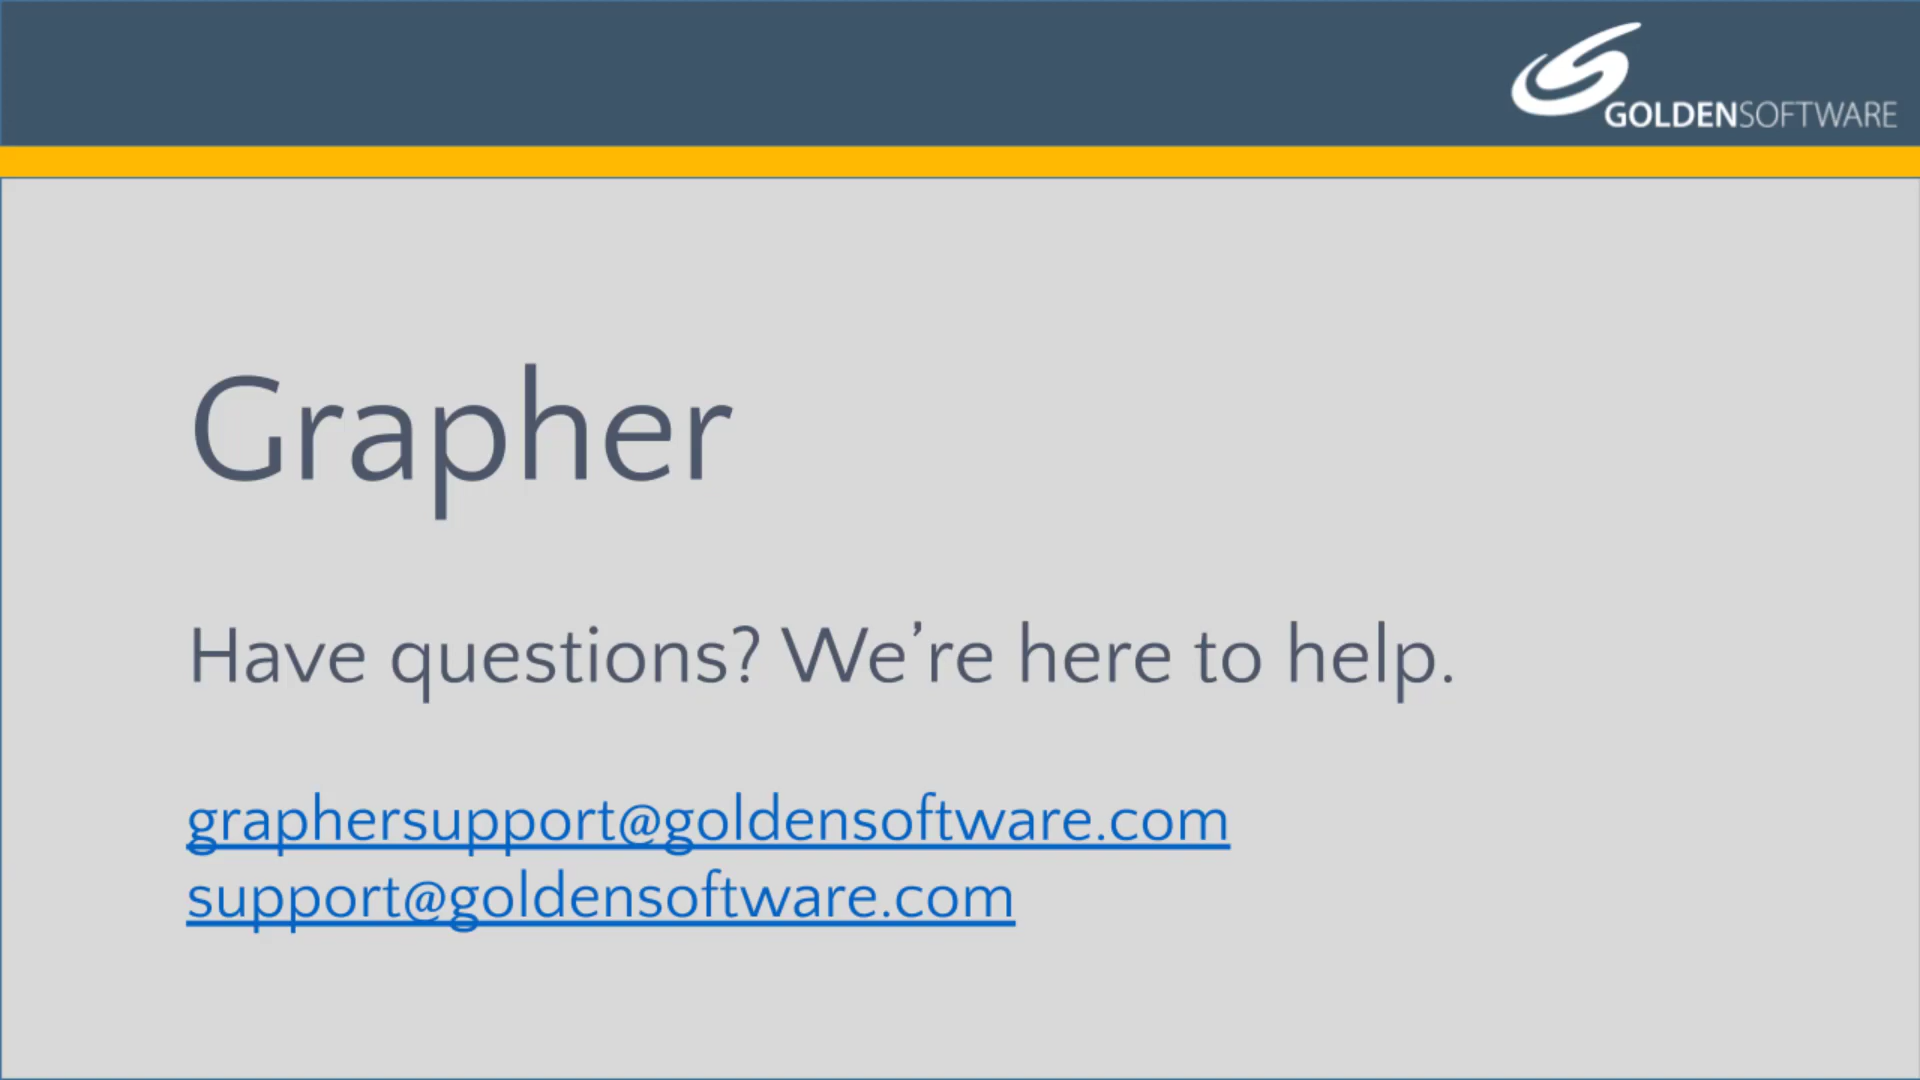 GOLDENSOFTWARE
Grapher
Have questions? We’re here to help.
graphersupport@goldensoftware.com
support@goldensoftware.com